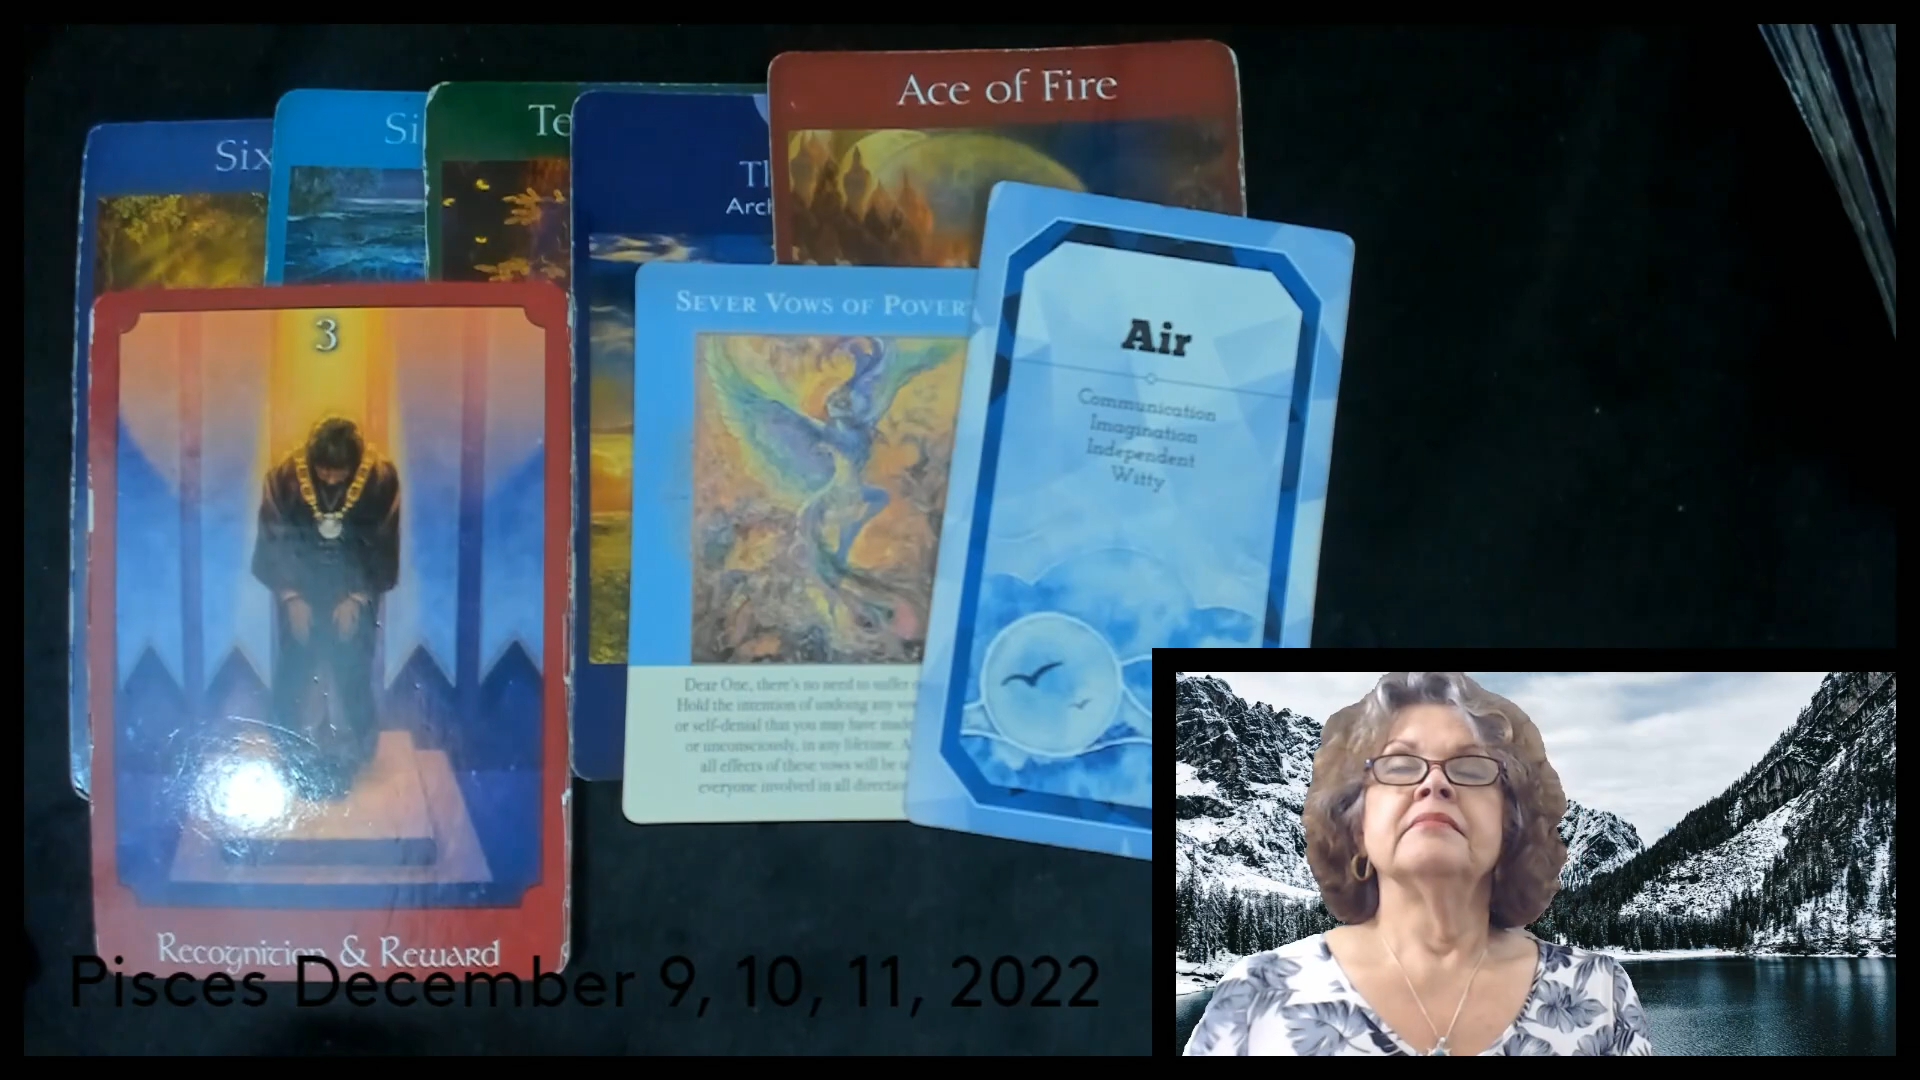 Ace of Fire
Six
Si
Te
Th
Arch
3
Recognition & Reward
Sever Vows of Pover
Dear One, there's no need to suffer
Hold the intention of undoing any
or self-denial that you may have made
or unconsciously, in any lifetime.
all effects of these vows will be
everyone involved in all
Air
Communication
Imagination
Independent
Witty
Pisces December 9, 10, 11, 2022